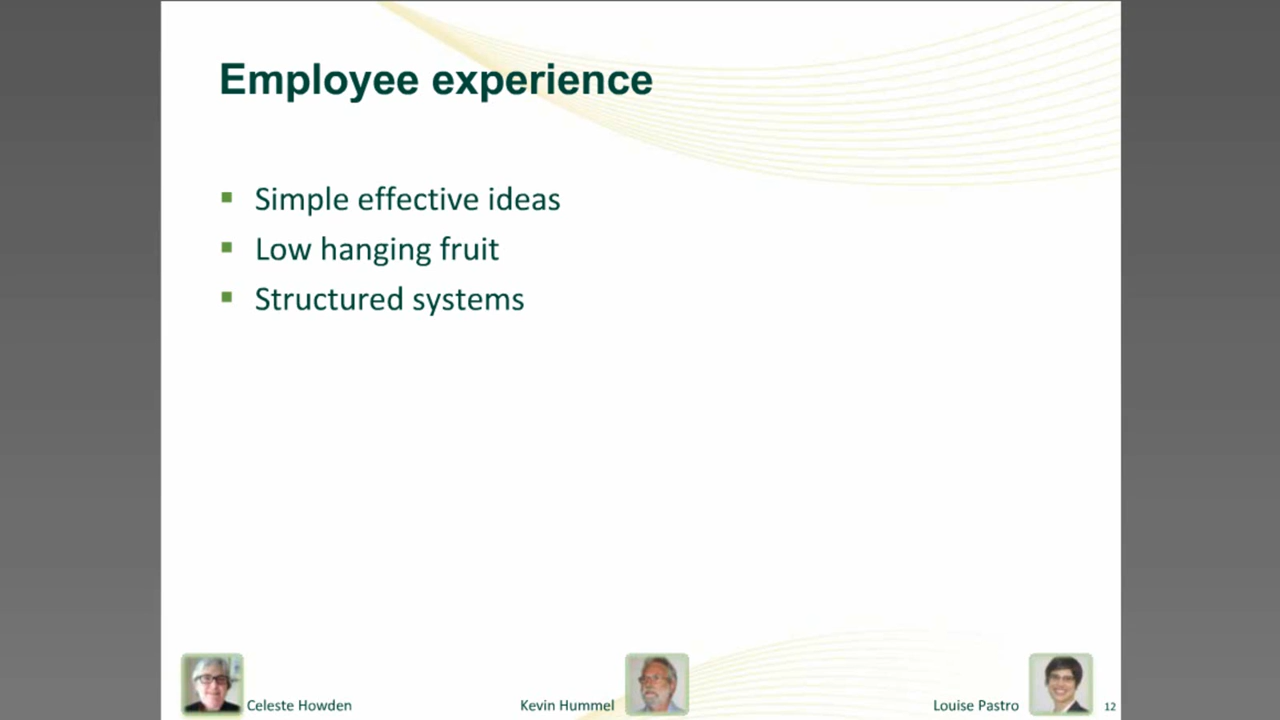 Employee experience
Simple effective ideas
Low hanging fruit
Structured systems
Celeste Howden
Kevin Hummel
Louise Pastro
12